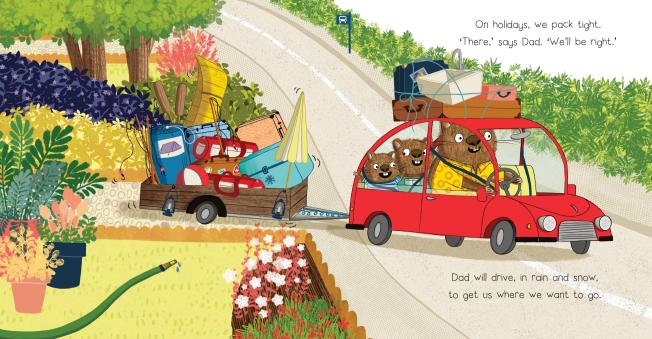 On holidays, we pack tight.
‘There,’ says Dad. ‘We’ll be right.’
Dad will drive, in rain and snow,
to get us where we want to go.